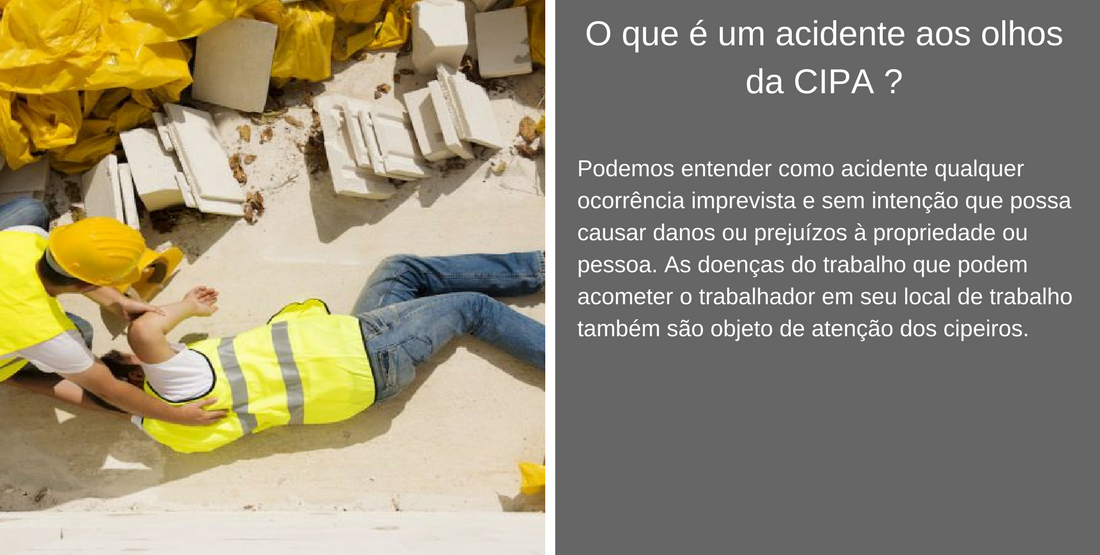 O que é um acidente aos olhos
da CIPA ?
Podemos entender como acidente qualquer
ocorrência imprevista e sem intenção que possa
causar danos ou prejuízos à propriedade ou
pessoa. As doenças do trabalho que podem
acometer o trabalhador em seu local de trabalho
também são objeto de atenção dos cipeiros.